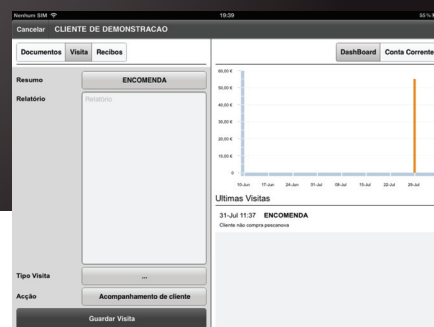 Nenhum SIM 19:39 55 %
Cancelar CLIENTE DE DEMONSTRACAO
Documentos Visita Recibos
DashBoard Conta Corrente
Resumo ENCOMENDA
Relatório Relatório
60,00 €
50,00 €
40,00 €
30,00 €
20,00 €
10,00 €
0
10-Jun 17-Jun 24-Jun 01-Jul 08-Jul 15-Jul 22-Jul 29-Jul
Ultimas Visitas
31-Jul 11:37 ENCOMENDA
Cliente não compra pescanova
Tipo Visita ...
Acção Acompanhamento de cliente
Guardar Visita